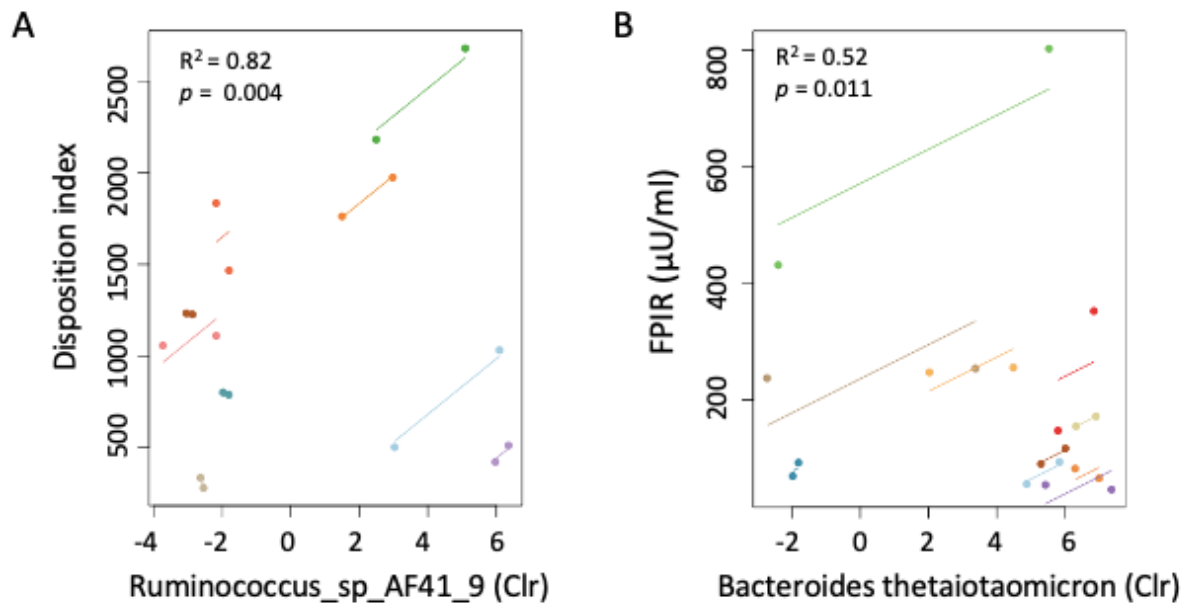 A
R² = 0.82
p = 0.004
Disposition index
2500
2000
1500
1000
500
-4 -2 0 2 4 6
Ruminococcus_sp_AF41_9 (Clr)
B
R² = 0.52
p = 0.011
FPIR (µU/ml)
800
600
400
200
-2 0 2 4 6
Bacteroides thetaiotaomicron (Clr)